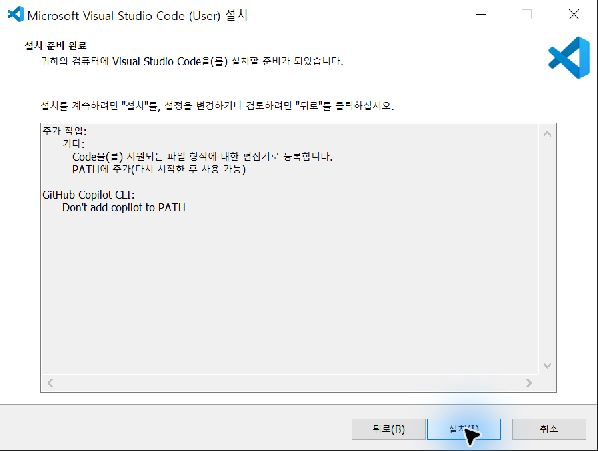 Microsoft Visual Studio Code (User) 설치
설치 준비 완료
귀하의 컴퓨터에 Visual Studio Code을(를) 설치할 준비가 되었습니다.
설치를 계속하려면 "설치"를, 설정을 변경하거나 검토하려면 "뒤로"를 클릭하십시오.
추가 작업:
기타:
Code을(를) 지원되는 파일 형식에 대한 편집기로 등록합니다.
PATH에 추가(다시 시작한 후 사용 가능)
GitHub Copilot CLI:
Don't add copilot to PATH
뒤로(B)
설치(I)
취소